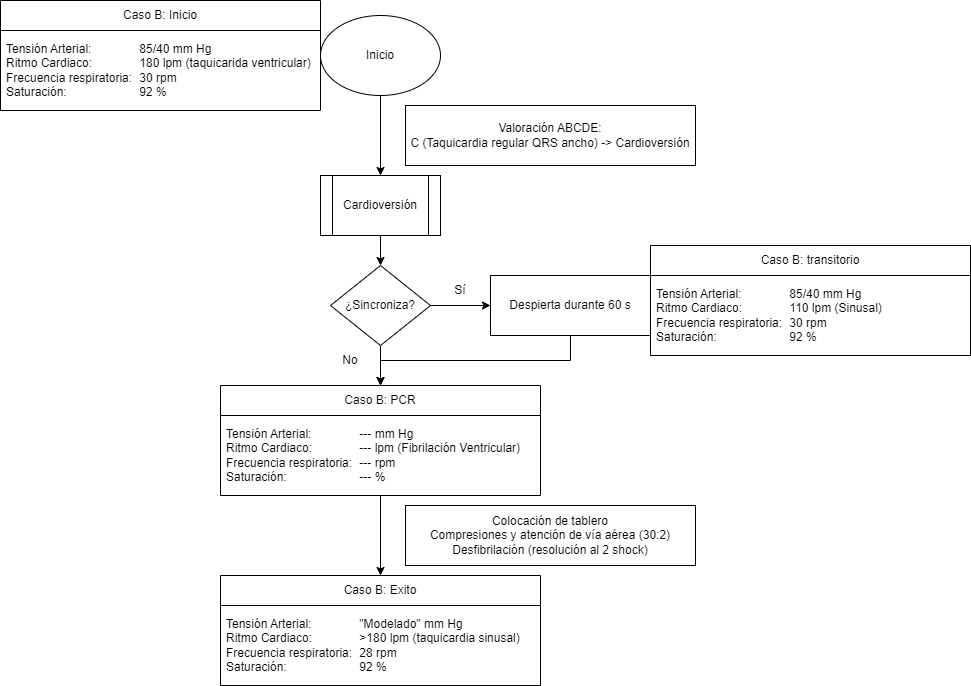 Caso B: Inicio
Tensión Arterial: 85/40 mm Hg
Ritmo Cardiaco: 180 lpm (taquicarida ventricular)
Frecuencia respiratoria: 30 rpm
Saturación: 92 %
Inicio
Valoración ABCDE:
C (Taquicardia regular QRS ancho) -> Cardioversión
Cardioversión
¿Sincroniza?
Sí
Despierta durante 60 s
Caso B: transitorio
Tensión Arterial: 85/40 mm Hg
Ritmo Cardiaco: 110 lpm (Sinusal)
Frecuencia respiratoria: 30 rpm
Saturación: 92 %
No
Caso B: PCR
Tensión Arterial: --- mm Hg
Ritmo Cardiaco: --- lpm (Fibrilación Ventricular)
Frecuencia respiratoria: --- rpm
Saturación: --- %
Colocación de tablero
Compresiones y atención de vía aérea (30:2)
Desfibrilación (resolución al 2 shock)
Caso B: Exito
Tensión Arterial: "Modelado" mm Hg
Ritmo Cardiaco: >180 lpm (taquicardia sinusal)
Frecuencia respiratoria: 28 rpm
Saturación: 92 %